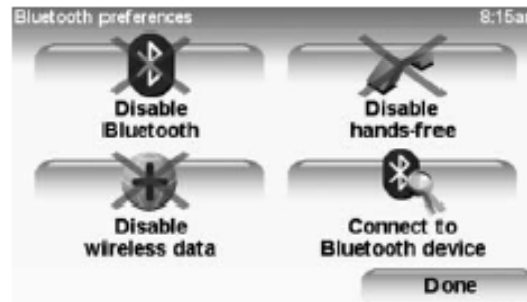 Bluetooth preferences 8:15a
Disable
Bluetooth
Disable
hands-free
Disable
wireless data
Connect to
Bluetooth device
Done